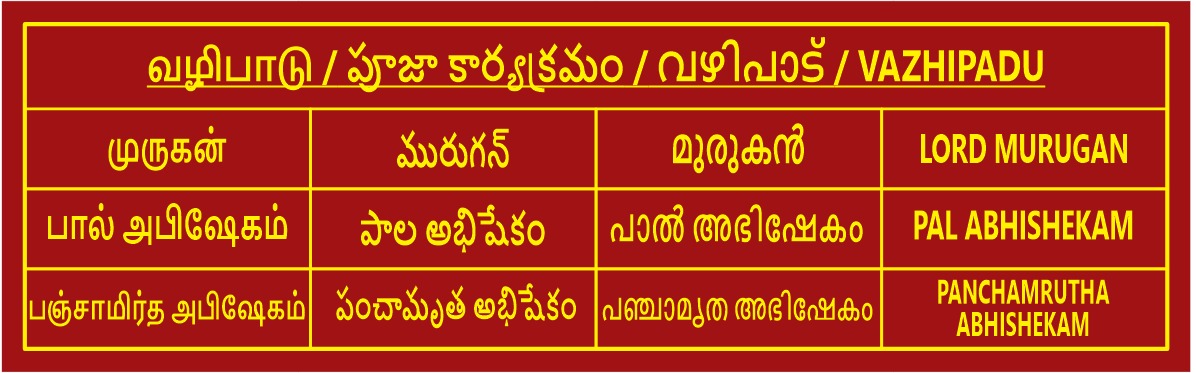 வழிபாடு / పూజా కార్యక్రమం / വഴിപാട് / VAZHIPADU
முருகன் మురుగన్ മുരുകൻ LORD MURUGAN
பால் அபிஷேகம் పాల అభిషేకం പാൽ അഭിഷേകം PAL ABHISHEKAM
பஞ்சாமிர்த அபிஷேகம் పంచామృత అభిషేకం പഞ്ചാമൃത അഭിഷേകം PANCHAMRUTHA
ABHISHEKAM